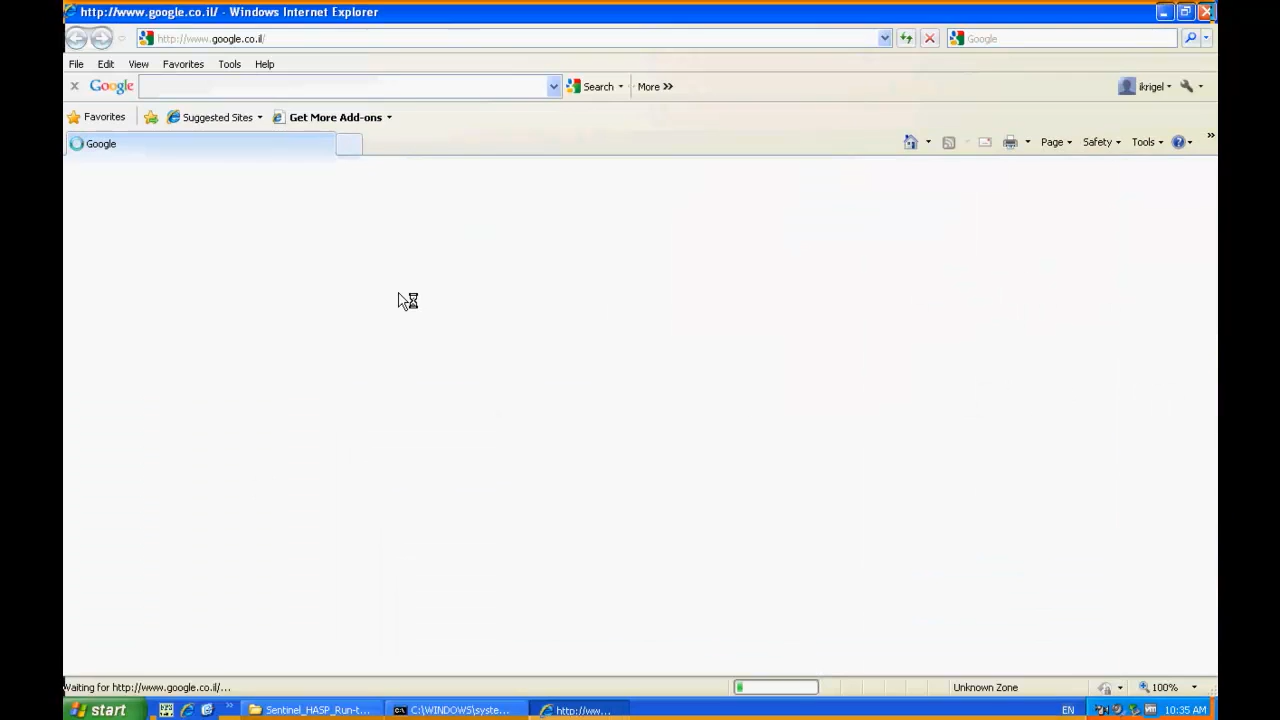 http://www.google.co.il/ - Windows Internet Explorer
http://www.google.co.il/
Google
File Edit View Favorites Tools Help
Google
Search
More
ikrigel
Favorites
Suggested Sites
Get More Add-ons
Google
Page
Safety
Tools
Waiting for http://www.google.co.il/...
Unknown Zone
100%
start
Sentinel_HASP_Run-t...
C:\WINDOWS\syste...
http://ww...
EN
10:35 AM